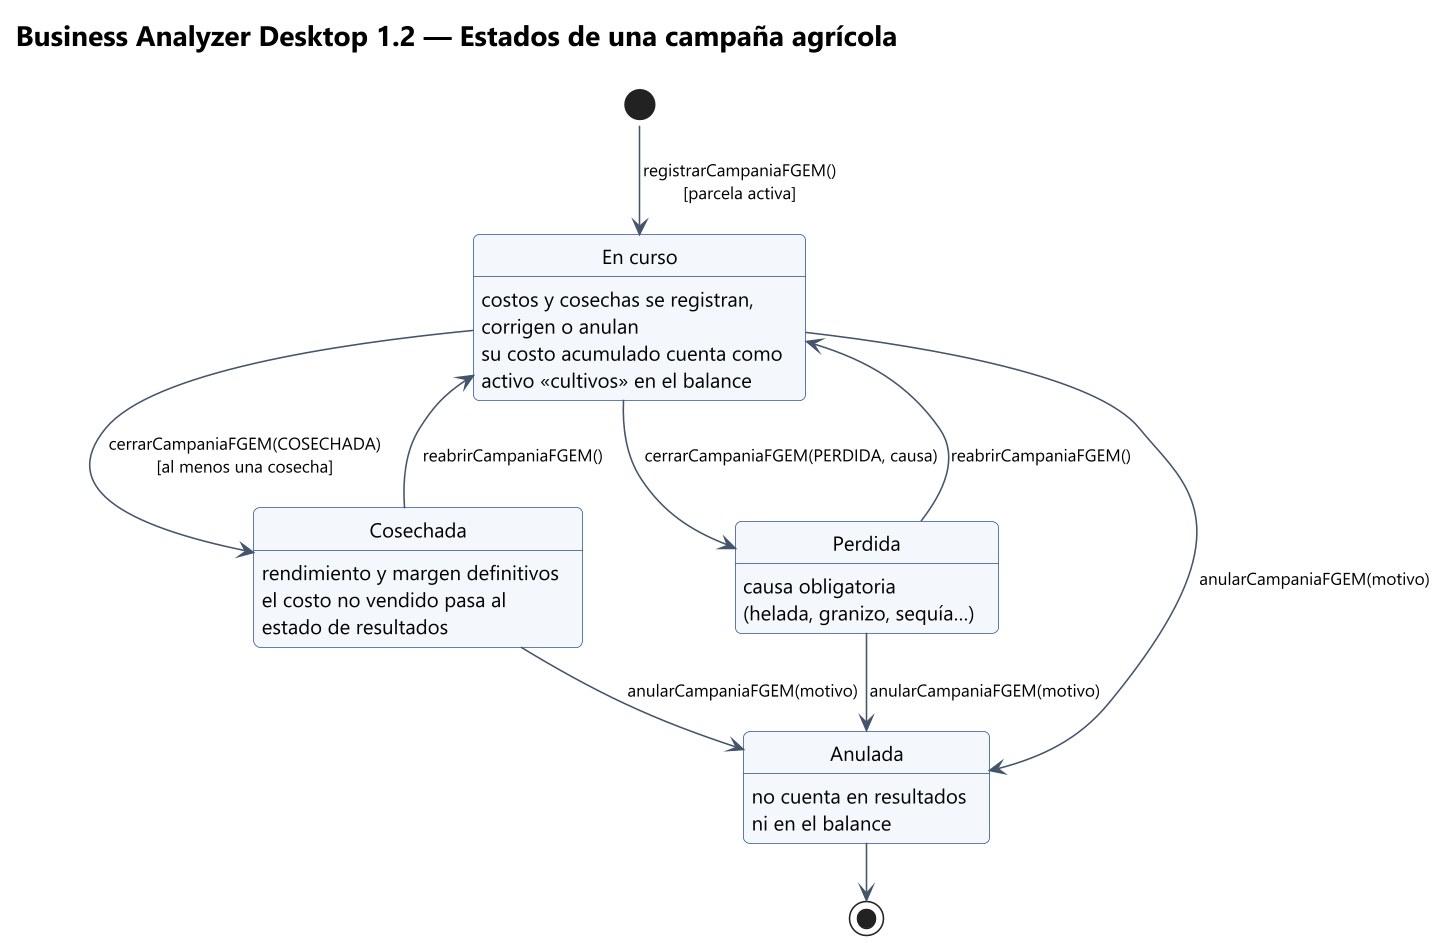 Business Analyzer Desktop 1.2 — Estados de una campaña agrícola
registrarCampaniaFGEM()
[parcela activa]
En curso
costos y cosechas se registran,
corrigen o anulan
su costo acumulado cuenta como
activo «cultivos» en el balance
cerrarCampaniaFGEM(COSECHADA)
[al menos una cosecha]
reabrirCampaniaFGEM()
cerrarCampaniaFGEM(PERDIDA, causa)
reabrirCampaniaFGEM()
Cosechada
rendimiento y margen definitivos
el costo no vendido pasa al
estado de resultados
Perdida
causa obligatoria
(helada, granizo, sequía...)
anularCampaniaFGEM(motivo)
anularCampaniaFGEM(motivo)
anularCampaniaFGEM(motivo)
Anulada
no cuenta en resultados
ni en el balance